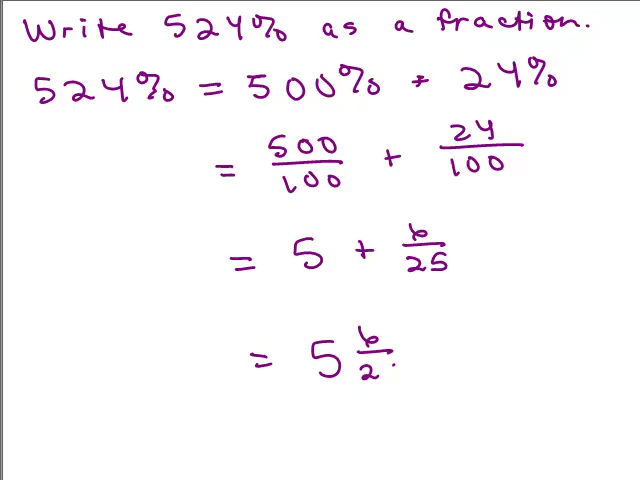 Write 524% as a fraction.
524% = 500% + 24%
= 500/100 + 24/100
= 5 + 6/25
= 5 6/2